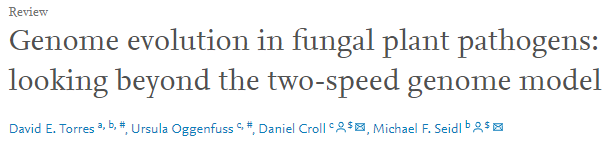 Review
Genome evolution in fungal plant pathogens:
looking beyond the two-speed genome model
David E. Torres a, b, #, Ursula Oggenfuss c, #, Daniel Croll c $, Michael F. Seidl b $